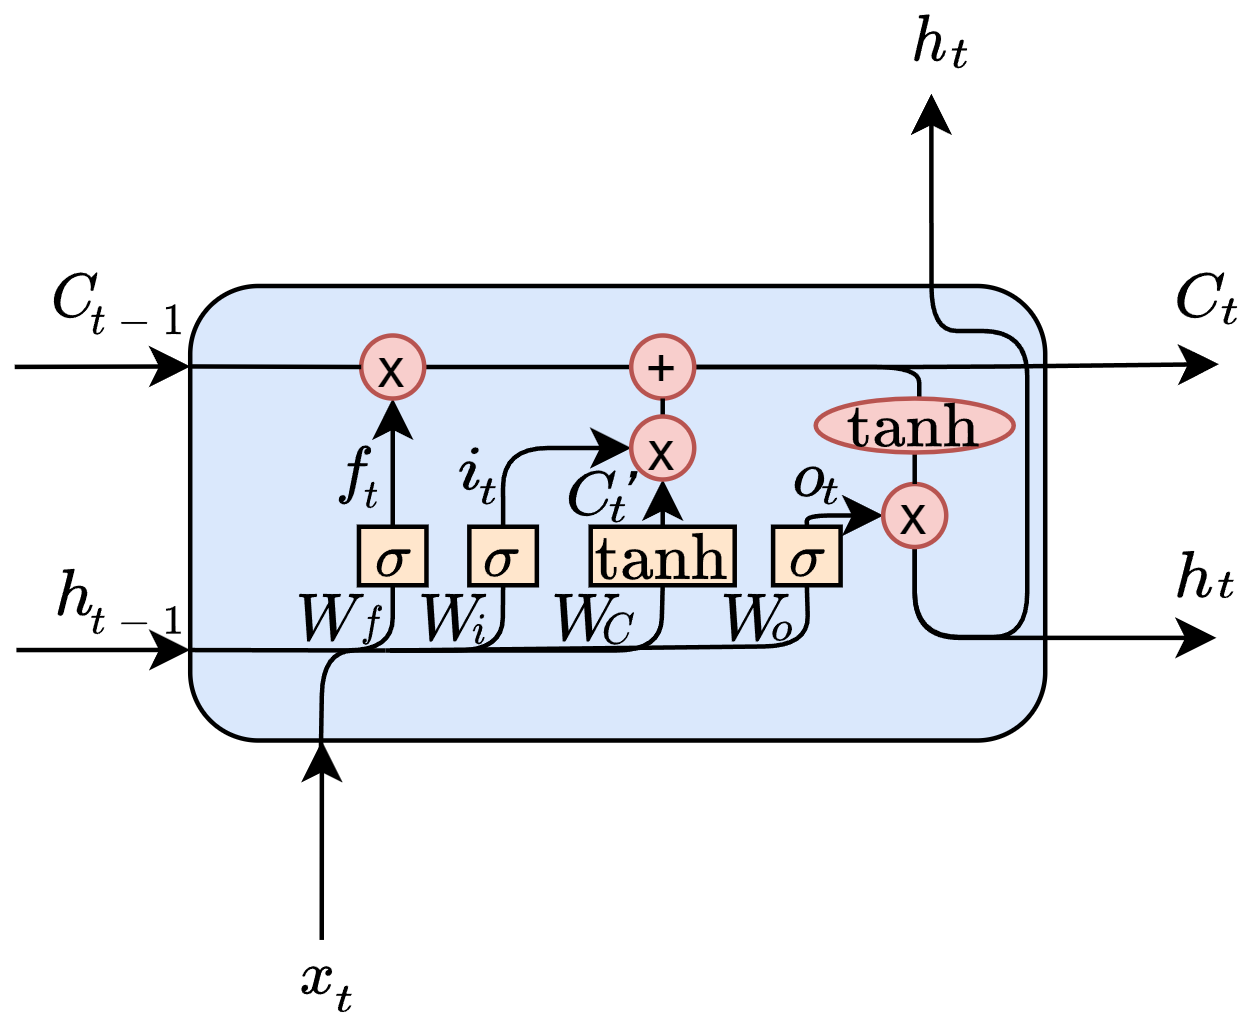 h_t
C_{t-1}
C_t
x
+
tanh
f_t
i_t
x
C_t'
o_t
x
σ
σ
tanh
σ
h_{t-1}
W_f
W_i
W_C
W_o
h_t
x_t